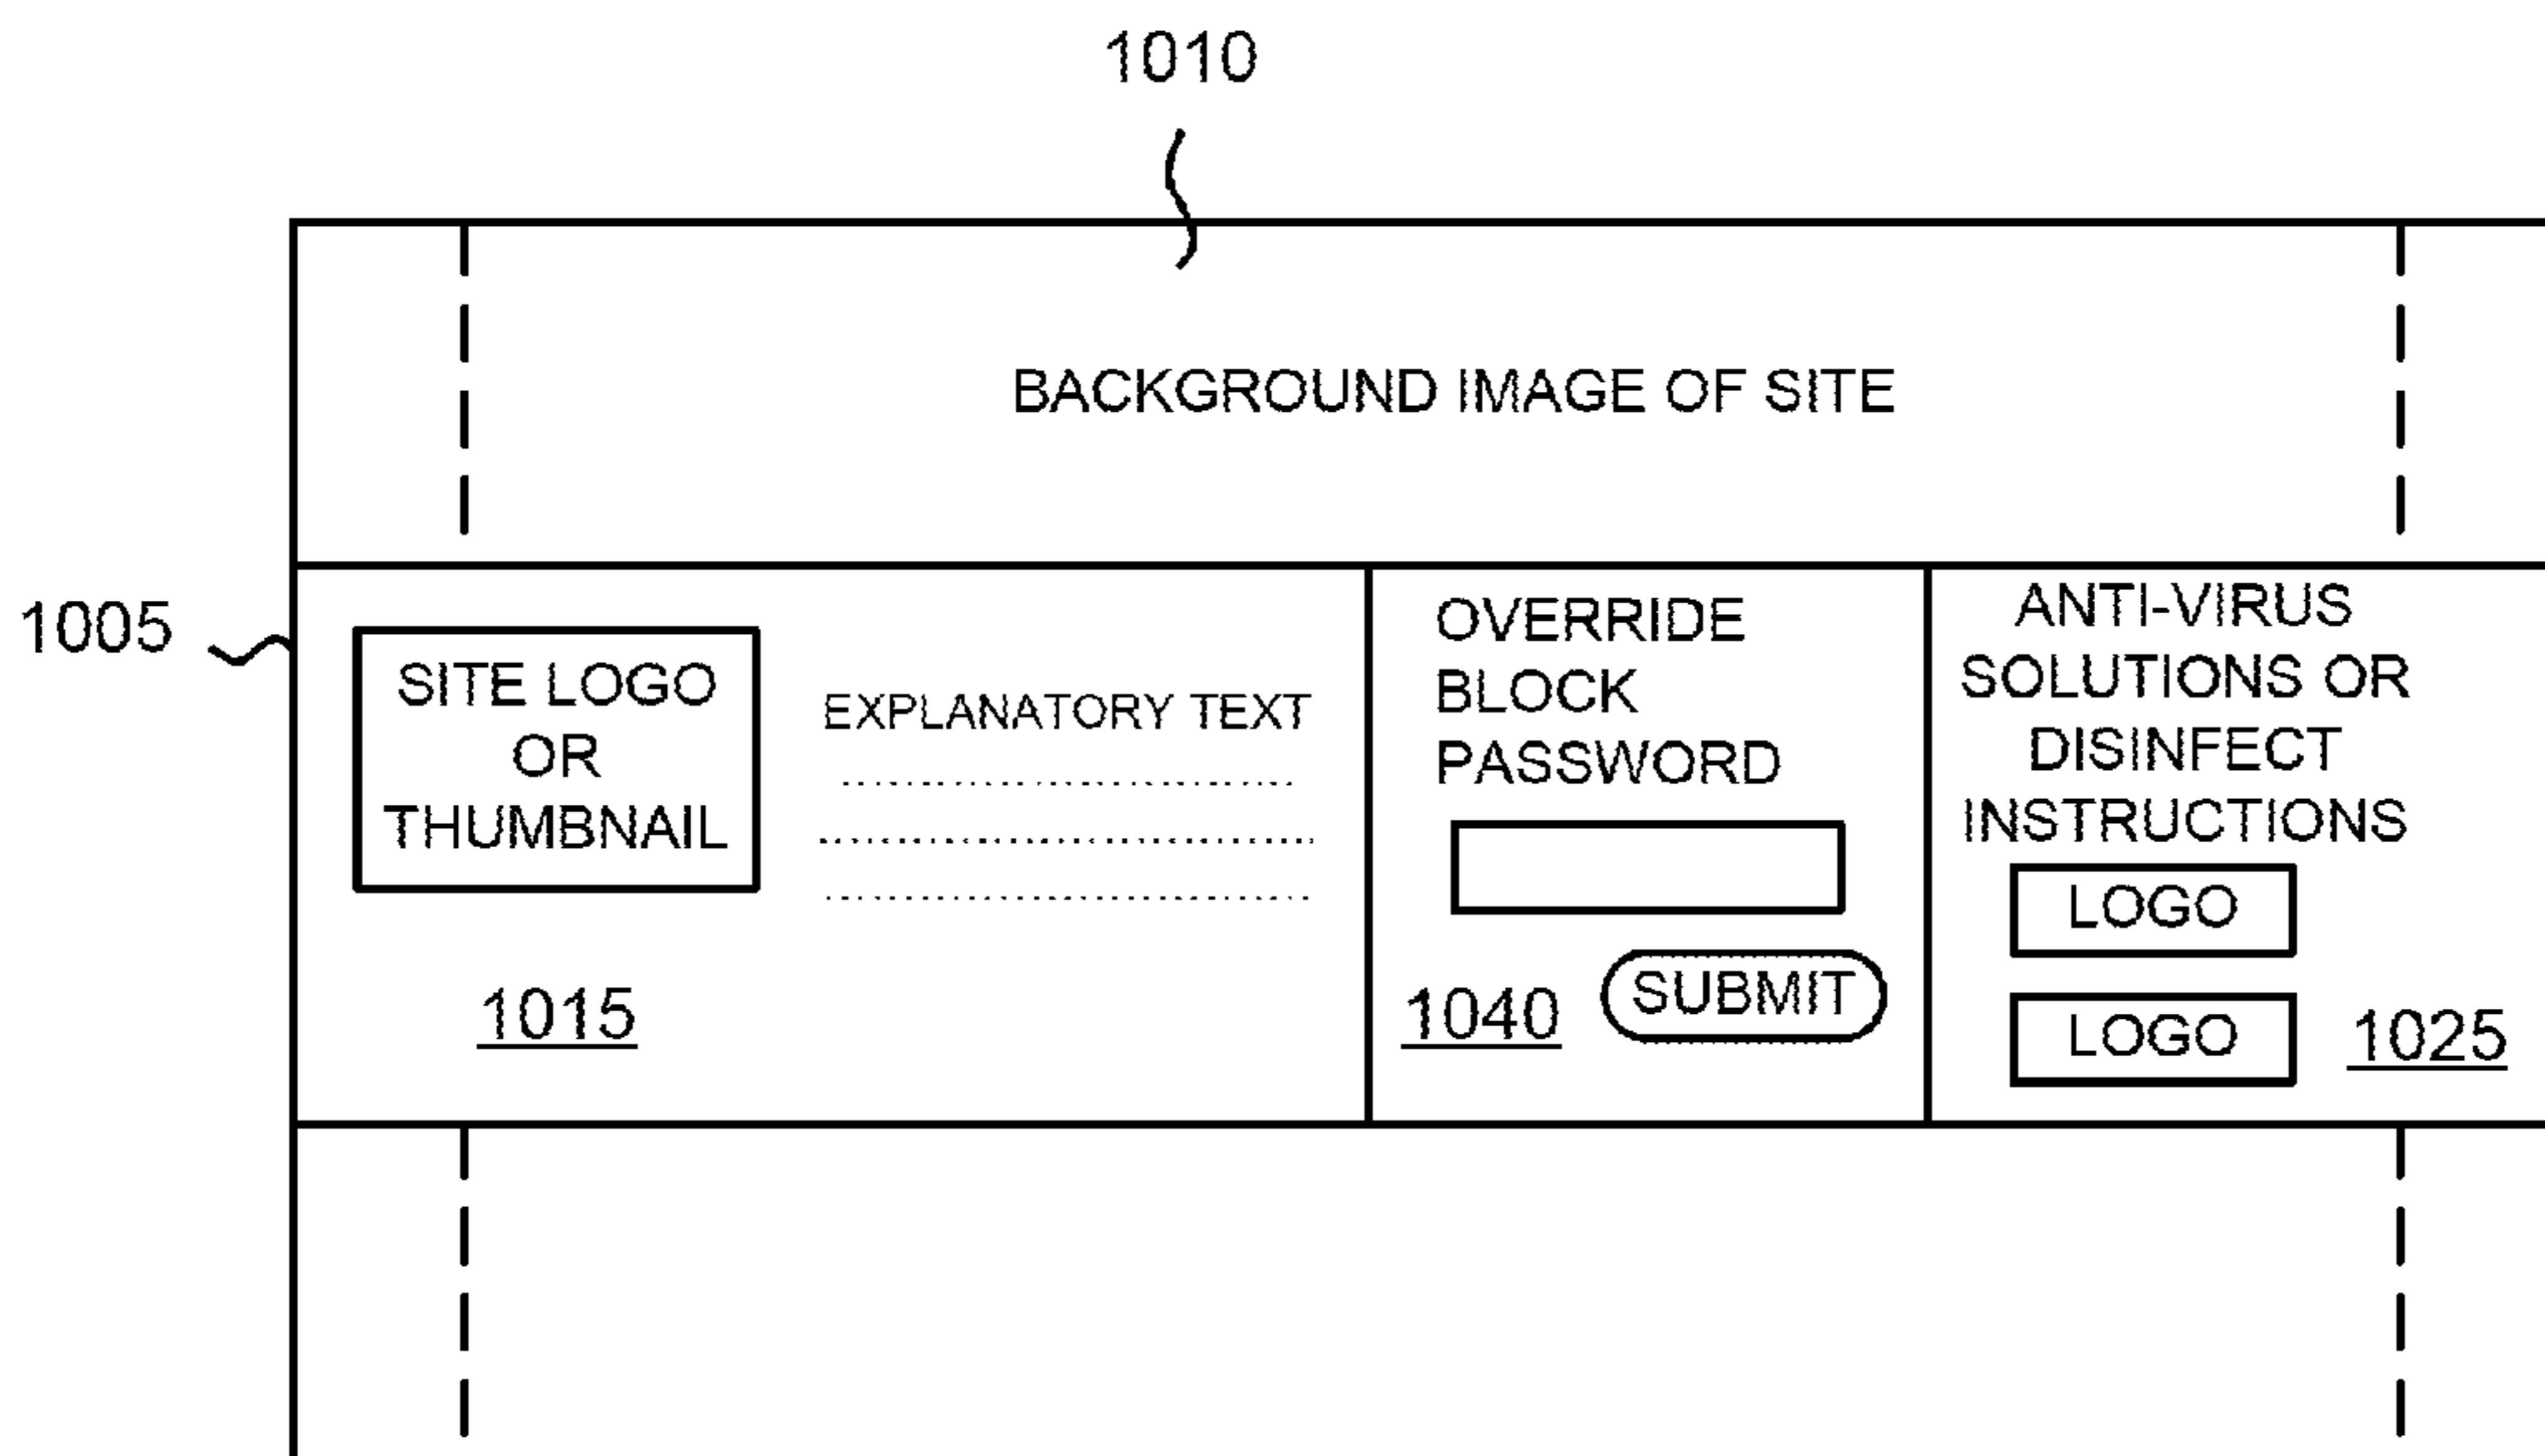 1010
BACKGROUND IMAGE OF SITE
1005
SITE LOGO
OR
THUMBNAIL
EXPLANATORY TEXT
1015
OVERRIDE
BLOCK
PASSWORD
SUBMIT
1040
ANTI-VIRUS
SOLUTIONS OR
DISINFECT
INSTRUCTIONS
LOGO
LOGO
1025